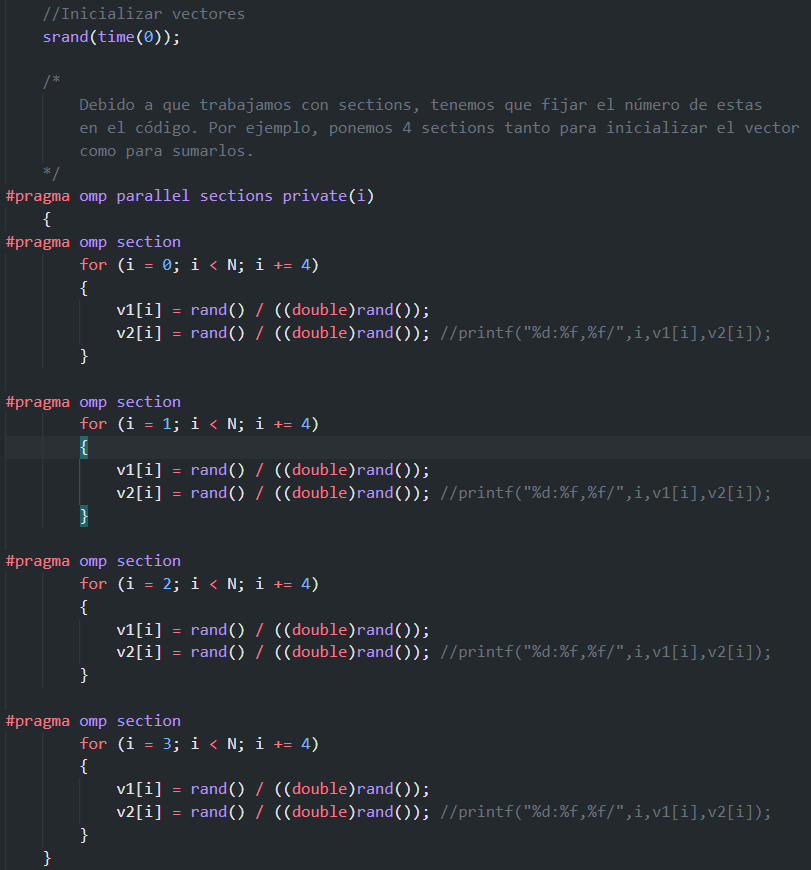 //Inicializar vectores
srand(time(0));
/*
Debido a que trabajamos con sections, tenemos que fijar el número de estas
en el código. Por ejemplo, ponemos 4 sections tanto para inicializar el vector
como para sumarlos.
*/
#pragma omp parallel sections private(i)
{
#pragma omp section
for (i = 0; i < N; i += 4)
{
v1[i] = rand() / ((double)rand());
v2[i] = rand() / ((double)rand()); //printf("%d:%f,%f/",i,v1[i],v2[i]);
}
#pragma omp section
for (i = 1; i < N; i += 4)
{
v1[i] = rand() / ((double)rand());
v2[i] = rand() / ((double)rand()); //printf("%d:%f,%f/",i,v1[i],v2[i]);
}
#pragma omp section
for (i = 2; i < N; i += 4)
{
v1[i] = rand() / ((double)rand());
v2[i] = rand() / ((double)rand()); //printf("%d:%f,%f/",i,v1[i],v2[i]);
}
#pragma omp section
for (i = 3; i < N; i += 4)
{
v1[i] = rand() / ((double)rand());
v2[i] = rand() / ((double)rand()); //printf("%d:%f,%f/",i,v1[i],v2[i]);
}
}